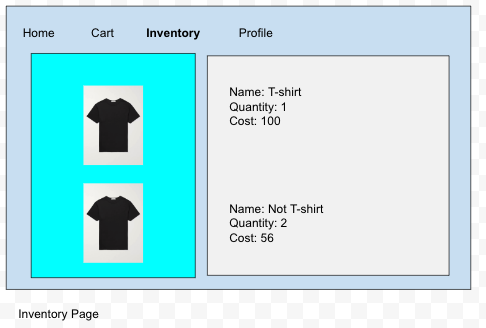 Home Cart Inventory Profile
Name: T-shirt
Quantity: 1
Cost: 100
Name: Not T-shirt
Quantity: 2
Cost: 56
Inventory Page